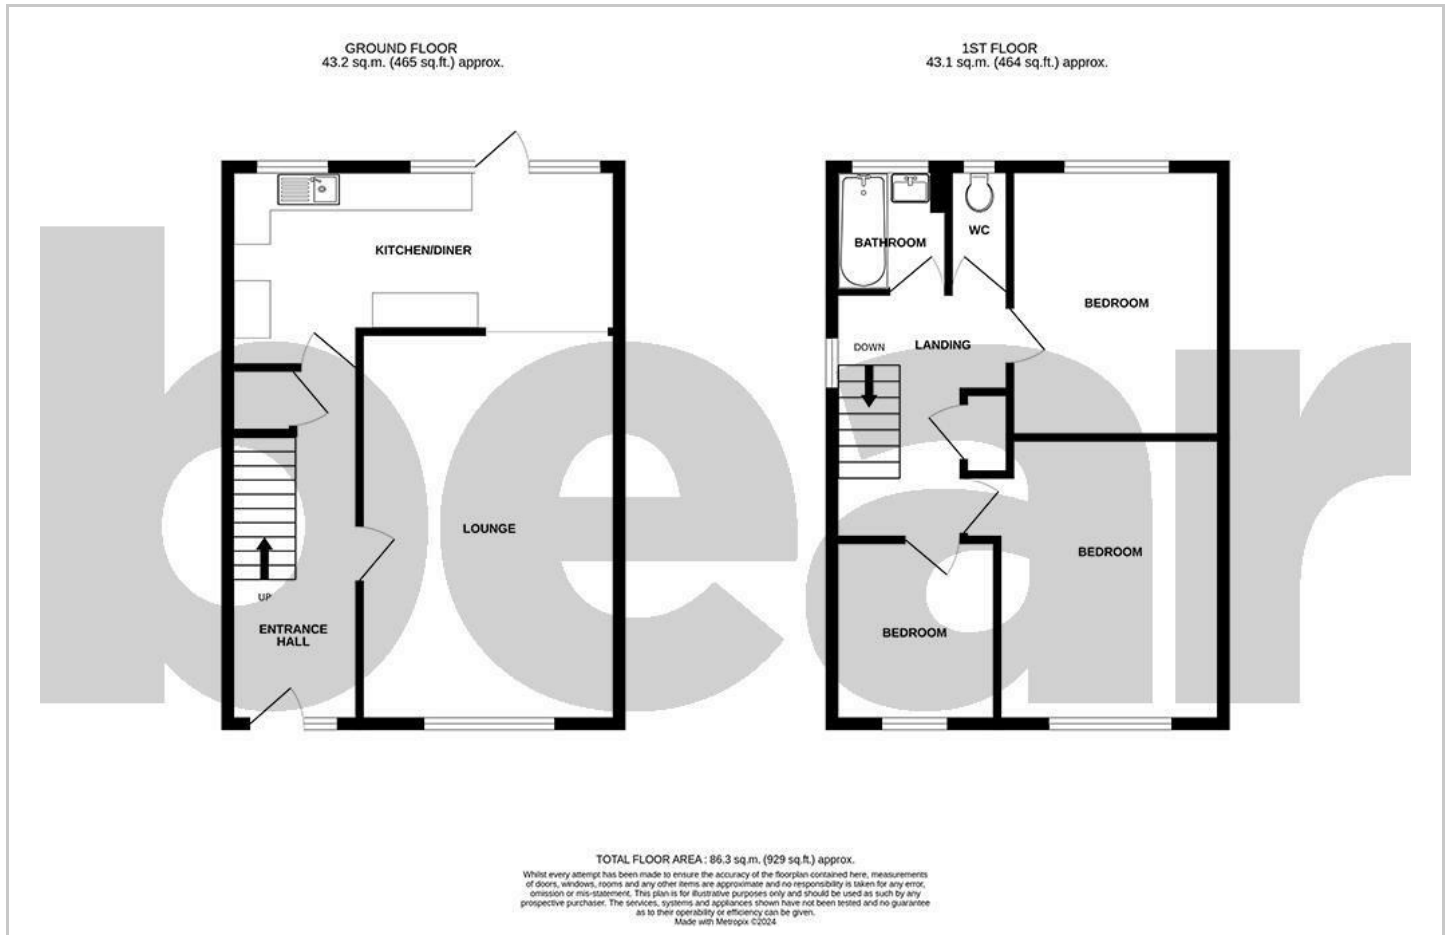 GROUND FLOOR
43.2 sq.m. (465 sq.ft.) approx.
KITCHEN/DINER
LOUNGE
UP
ENTRANCE
HALL
1ST FLOOR
43.1 sq.m. (464 sq.ft.) approx.
BATHROOM
WC
BEDROOM
DOWN
LANDING
BEDROOM
BEDROOM
bear
TOTAL FLOOR AREA : 86.3 sq.m. (929 sq.ft.) approx.
Whilst every attempt has been made to ensure the accuracy of the floorplan contained here, measurements
of doors, windows, rooms and any other items are approximate and no responsibility is taken for any error,
omission or mis-statement. This plan is for illustrative purposes only and should be used as such by any
prospective purchaser. The services, systems and appliances shown have not been tested and no guarantee
as to their operability or efficiency can be given.
Made with Metropix ©2024